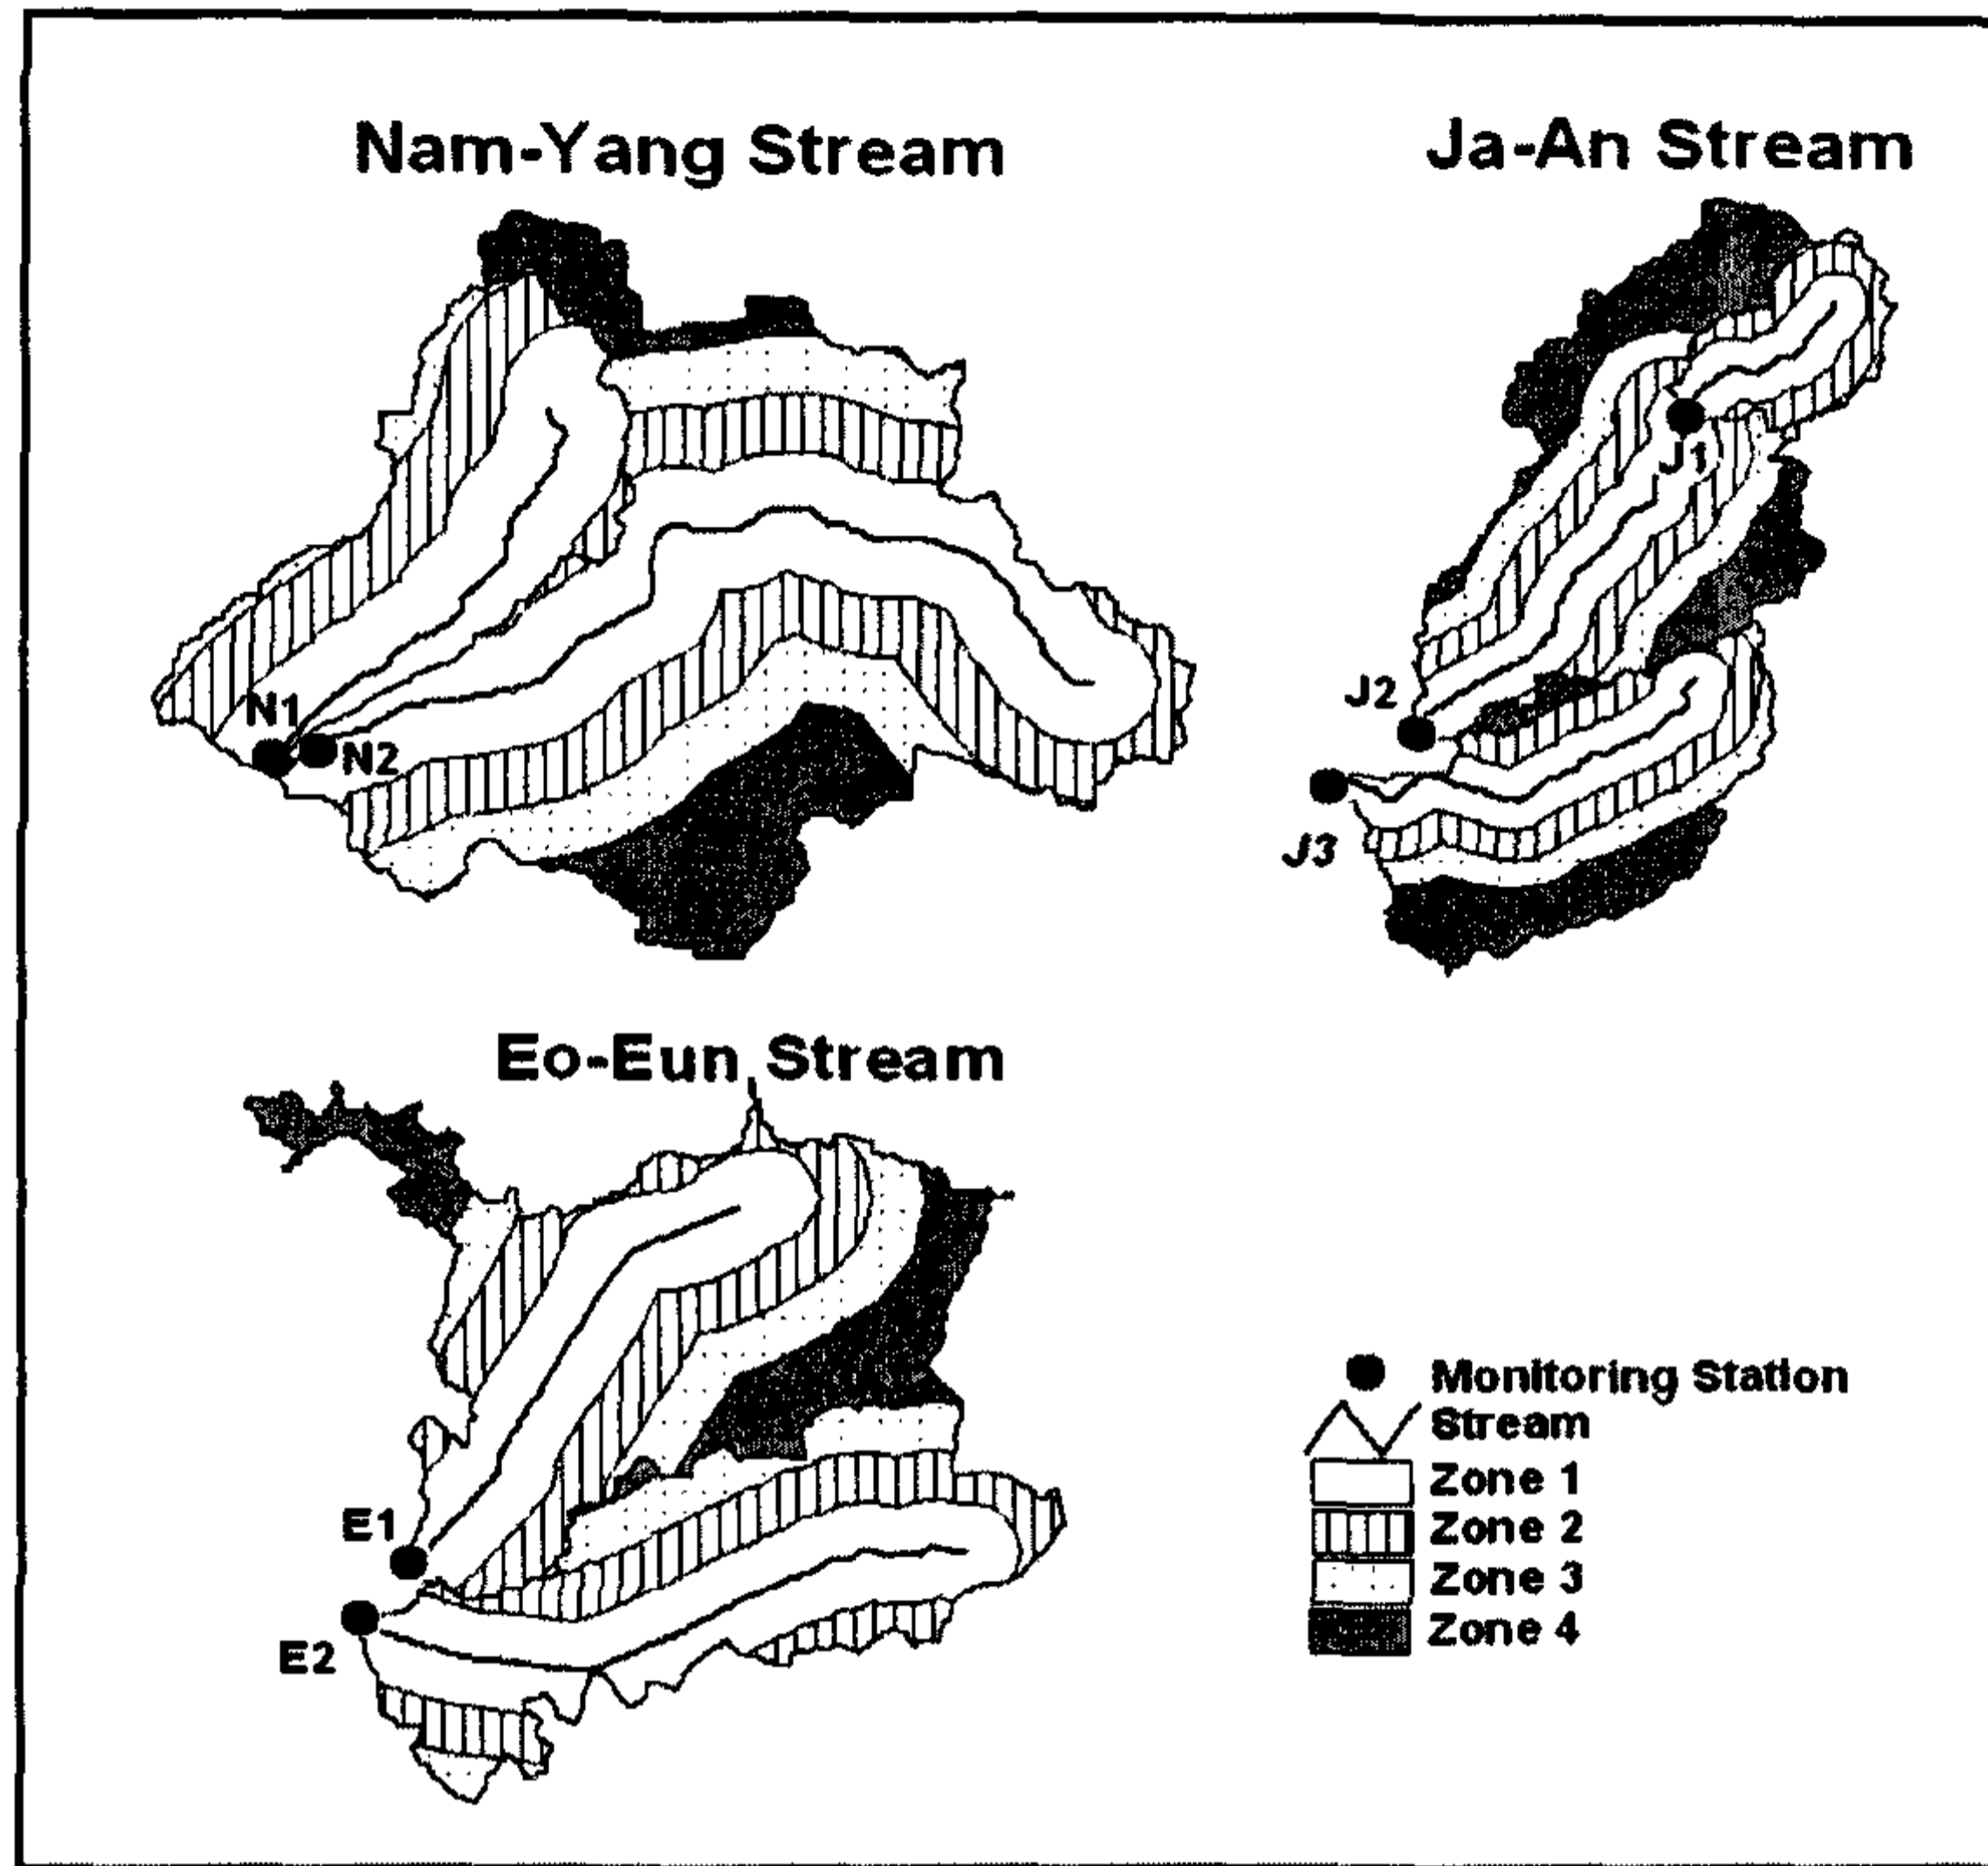 Nam-Yang Stream
Ja-An Stream
N1
N2
J1
J2
J3
Eo-Eun Stream
E1
E2
Monitoring Station
Stream
Zone 1
Zone 2
Zone 3
Zone 4